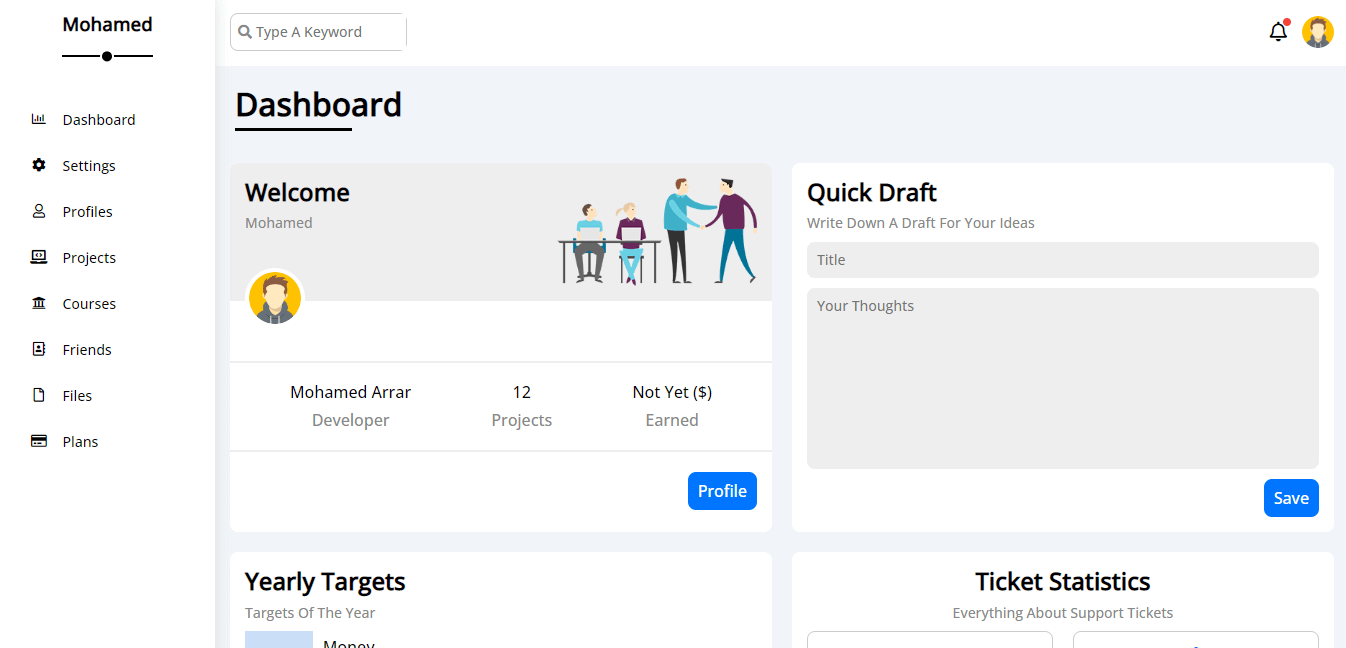 Mohamed
Type A Keyword
Dashboard
Settings
Profiles
Projects
Courses
Friends
Files
Plans
Dashboard
Welcome
Mohamed
Mohamed Arrar
Developer
12
Projects
Not Yet ($)
Earned
Profile
Quick Draft
Write Down A Draft For Your Ideas
Title
Your Thoughts
Save
Yearly Targets
Targets Of The Year
Money
Ticket Statistics
Everything About Support Tickets